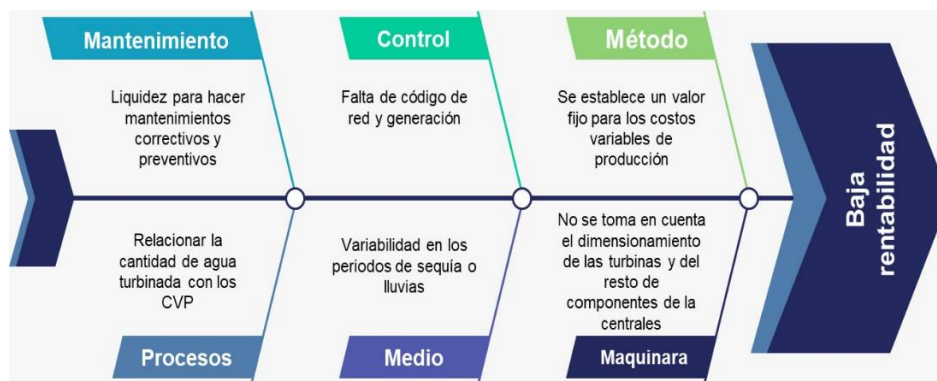 Mantenimiento
Liquidez para hacer
mantenimientos
correctivos y
preventivos
Control
Falta de código de
red y generación
Método
Se establece un valor
fijo para los costos
variables de
producción
Relacionar la
cantidad de agua
turbinada con los
CVP
Procesos
Variabilidad en los
periodos de sequía o
lluvias
Medio
No se toma en cuenta
el dimensionamiento
de las turbinas y del
resto de
componentes de la
centrales
Maquinara
Baja
rentabilidad